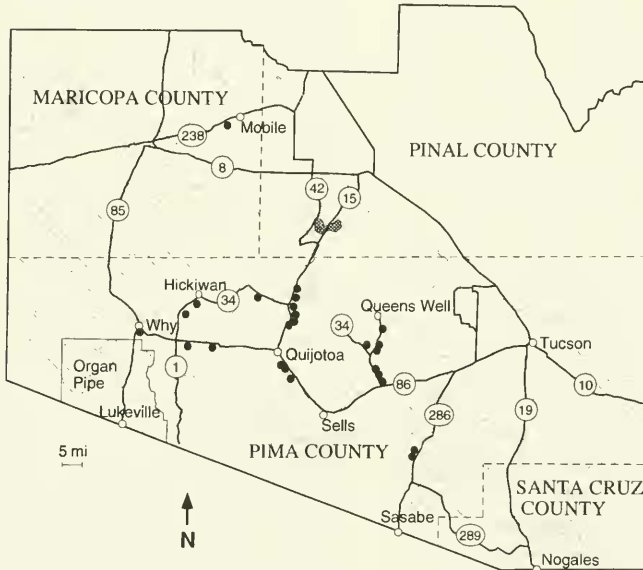 MARICOPA COUNTY
Mobile
238
PINAL COUNTY
8
42
15
85
Hickiwan
34
Queens Well
34
Why
Quijotoa
Tucson
Organ
Pipe
1
86
10
286
19
Lukeville
Sells
5 mi
PIMA COUNTY
SANTA CRUZ
COUNTY
N
Sasabe
289
Nogales